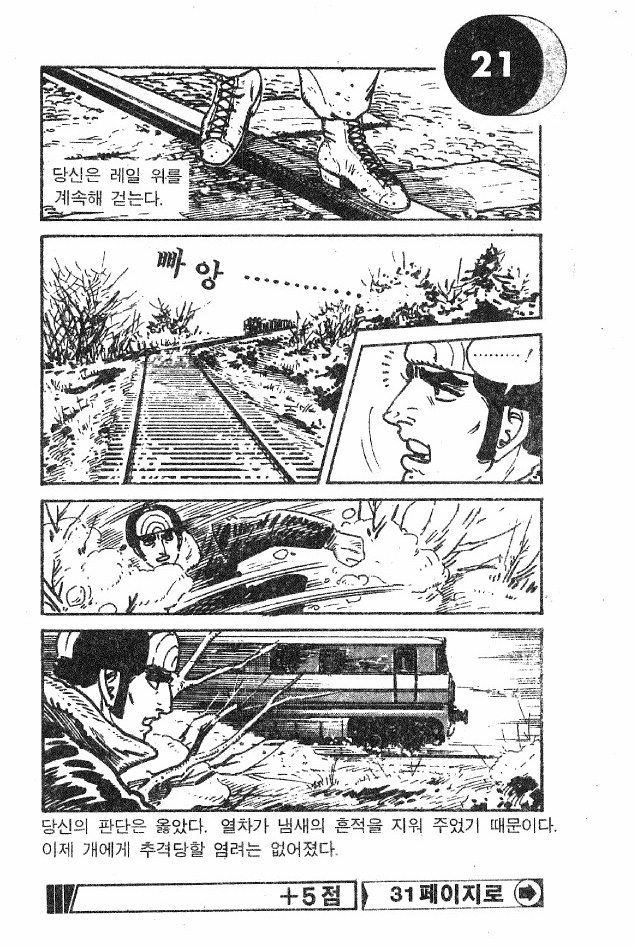 21
당신은 레일 위를
계속해 걷는다.
빠앙..............
........!
당신의 판단은 옳았다. 열차가 냄새의 흔적을 지워 주었기 때문이다.
이제 개에게 추격당할 염려는 없어졌다.
+5점 31페이지로